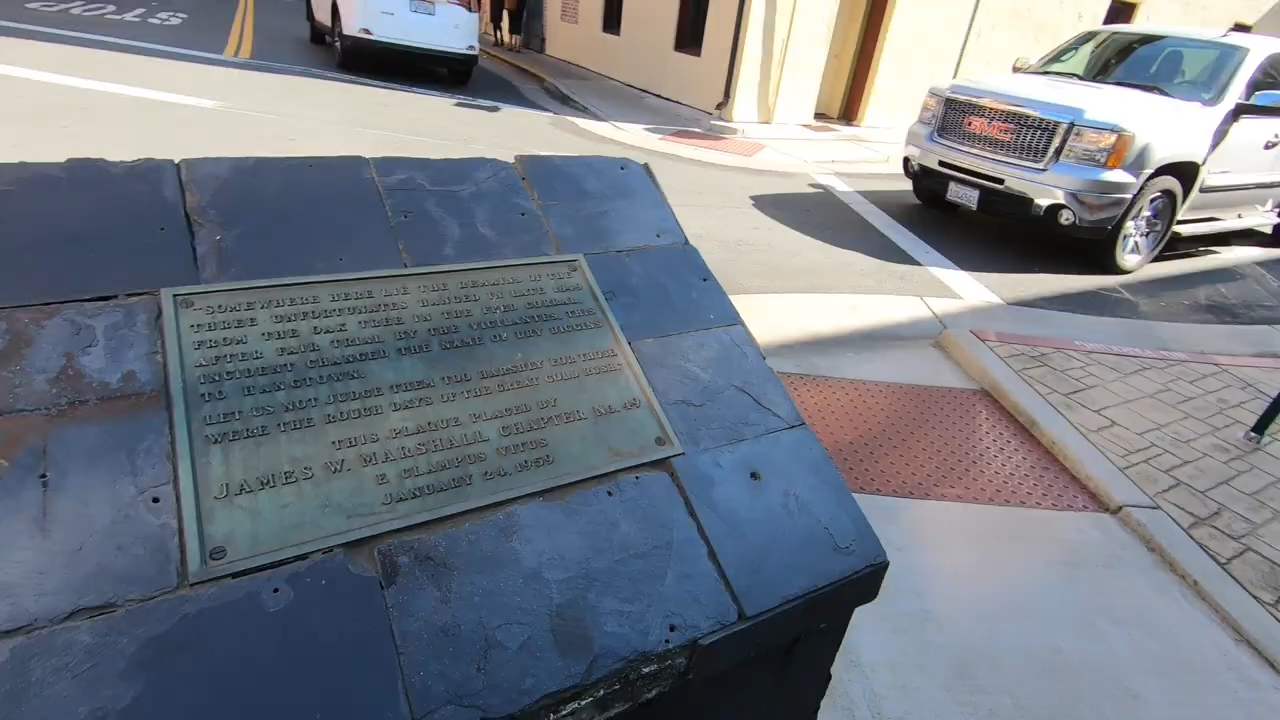 STOP
GMC
"SOMEWHERE HERE LIE THE REMAINS OF THE
THREE UNFORTUNATES HANGED IN LATE 1849
FROM THE OAK TREE IN THE FEED CORRAL
AFTER FAIR TRIAL BY THE VIGILANTES. THIS
INCIDENT CHANGED THE NAME OF DRY DIGGINS
TO HANGTOWN.
LET US NOT JUDGE THEM TOO HARSHLY FOR THOSE
WERE THE ROUGH DAYS OF THE GREAT GOLD RUSH."
THIS PLAQUE PLACED BY
JAMES W. MARSHALL CHAPTER No. 49
E CLAMPUS VITUS
JANUARY 24, 1959